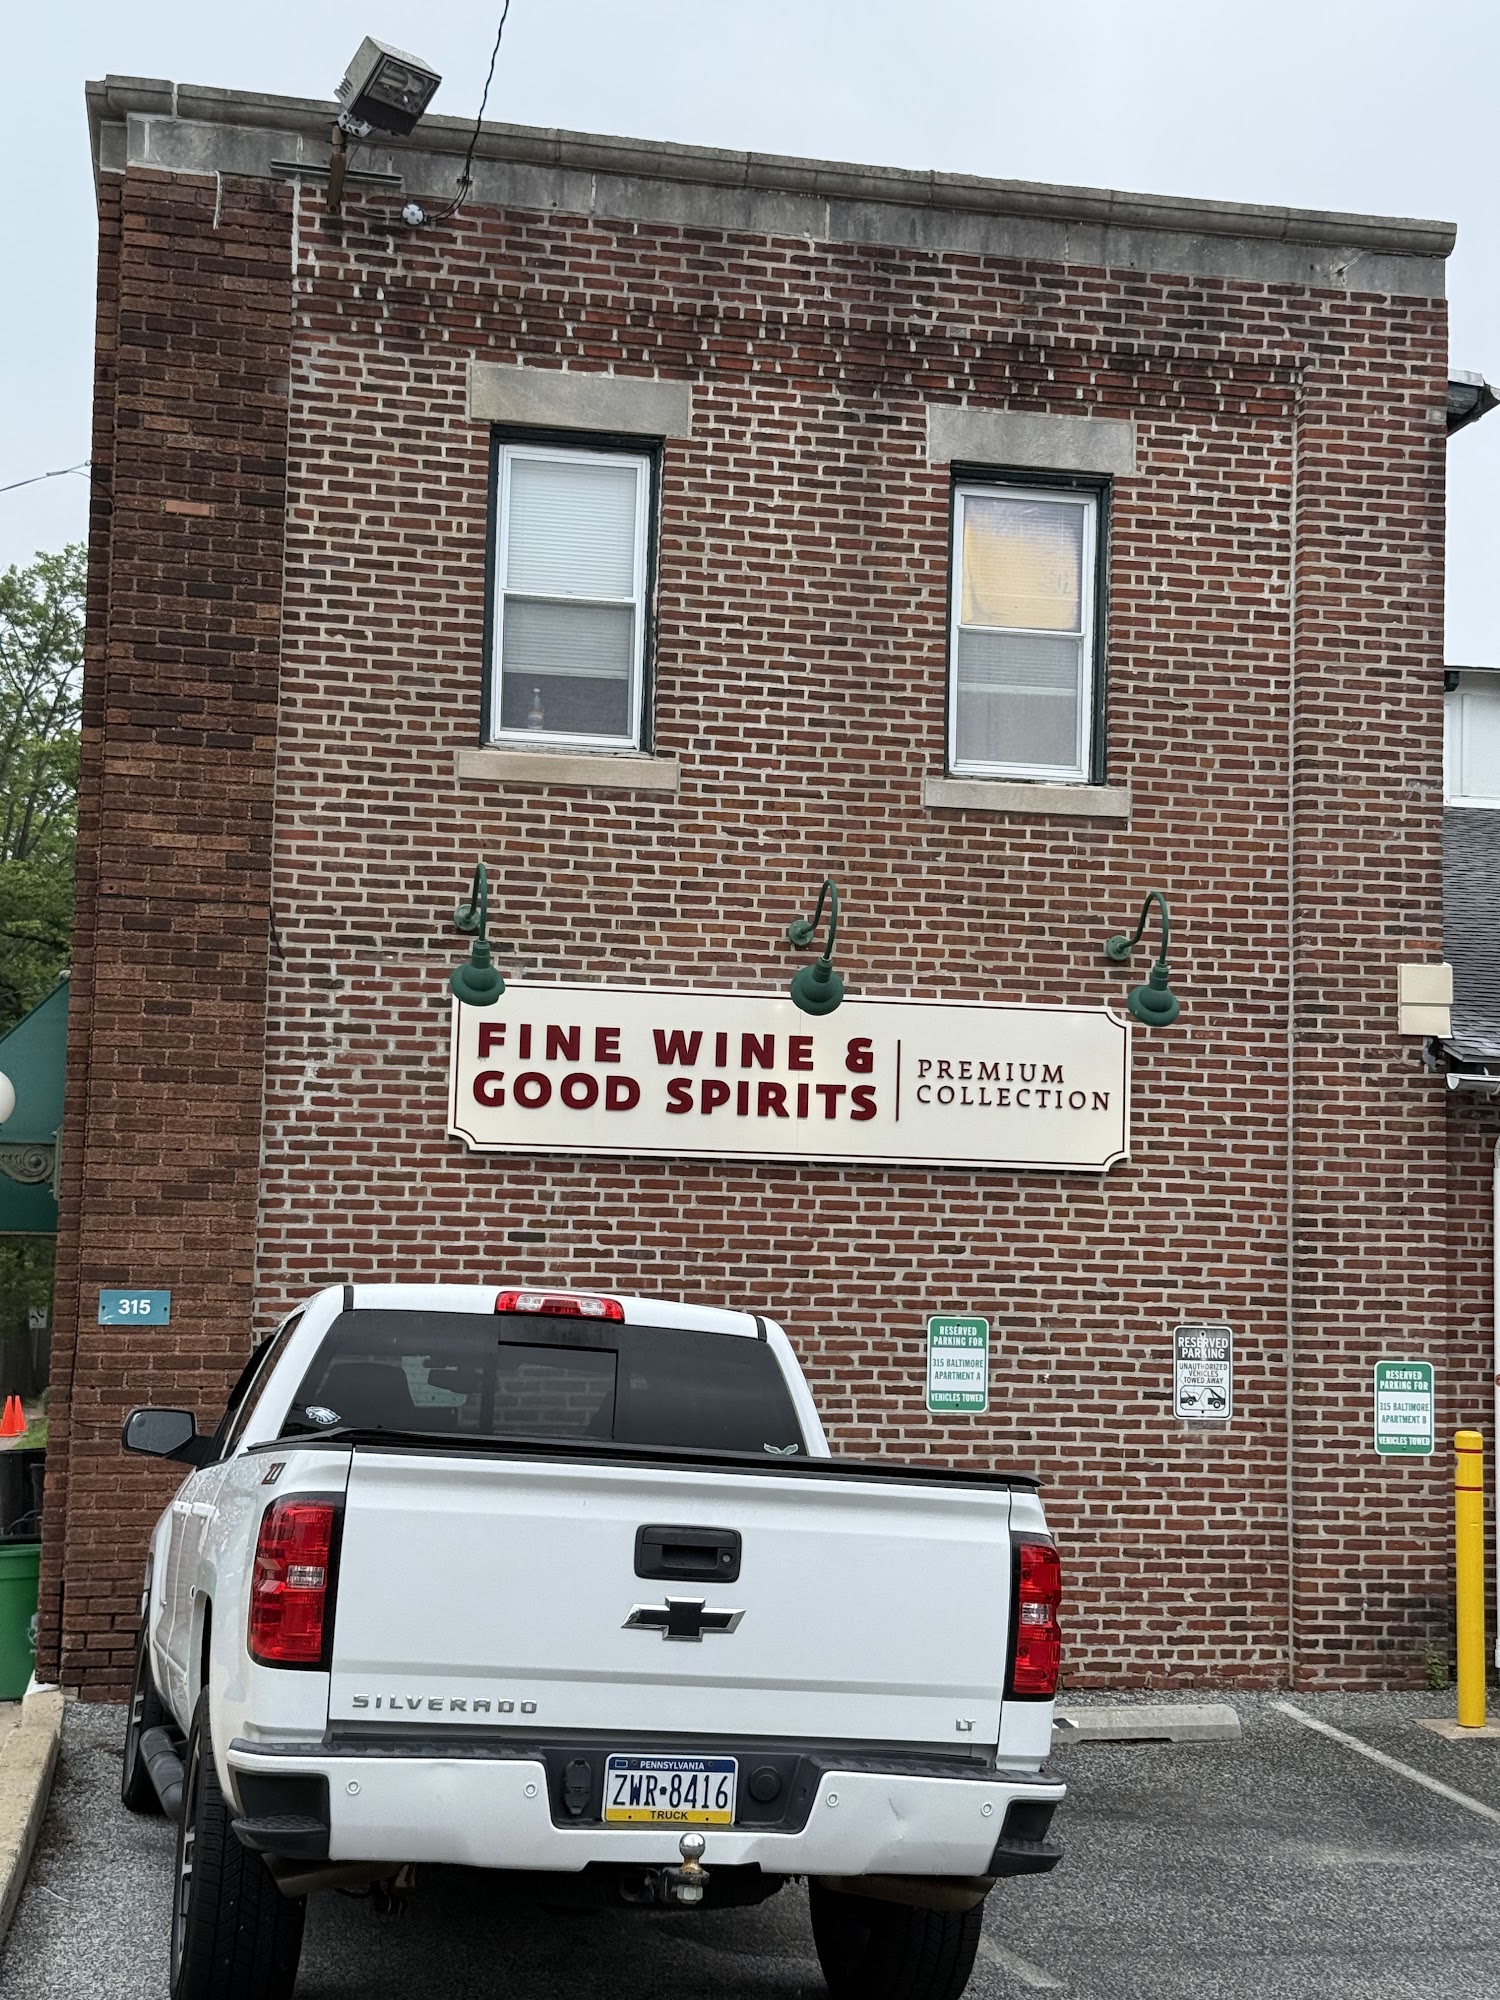 FINE WINE &
GOOD SPIRITS
PREMIUM
COLLECTION
315
RESERVED
PARKING FOR
315 BALTIMORE
APARTMENT A
VEHICLES TOWED
RESERVED
PARKING
UNAUTHORIZED
VEHICLES
TOWED AWAY
RESERVED
PARKING FOR
315 BALTIMORE
APARTMENT B
VEHICLES TOWED
SILVERADO
LT
PENNSYLVANIA
ZWR-8416
TRUCK